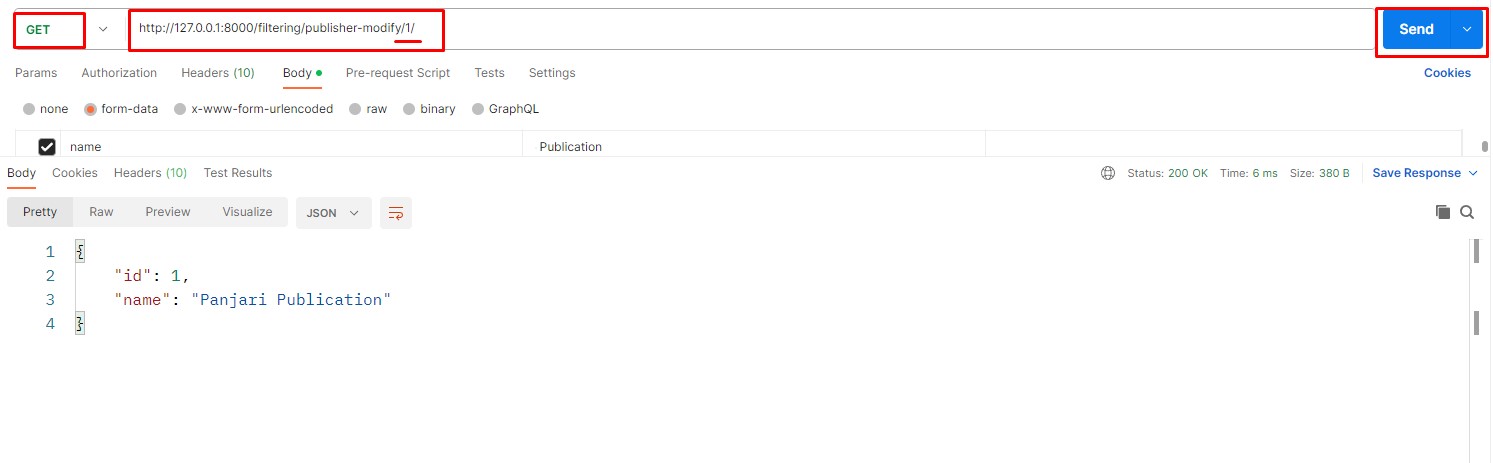 GET http://127.0.0.1:8000/filtering/publisher-modify/1/ Send
Params Authorization Headers (10) Body Pre-request Script Tests Settings Cookies
none form-data x-www-form-urlencoded raw binary GraphQL
name Publication
Body Cookies Headers (10) Test Results Status: 200 OK Time: 6 ms Size: 380 B Save Response
Pretty Raw Preview Visualize JSON
1 {
2 "id": 1,
3 "name": "Panjari Publication"
4 }